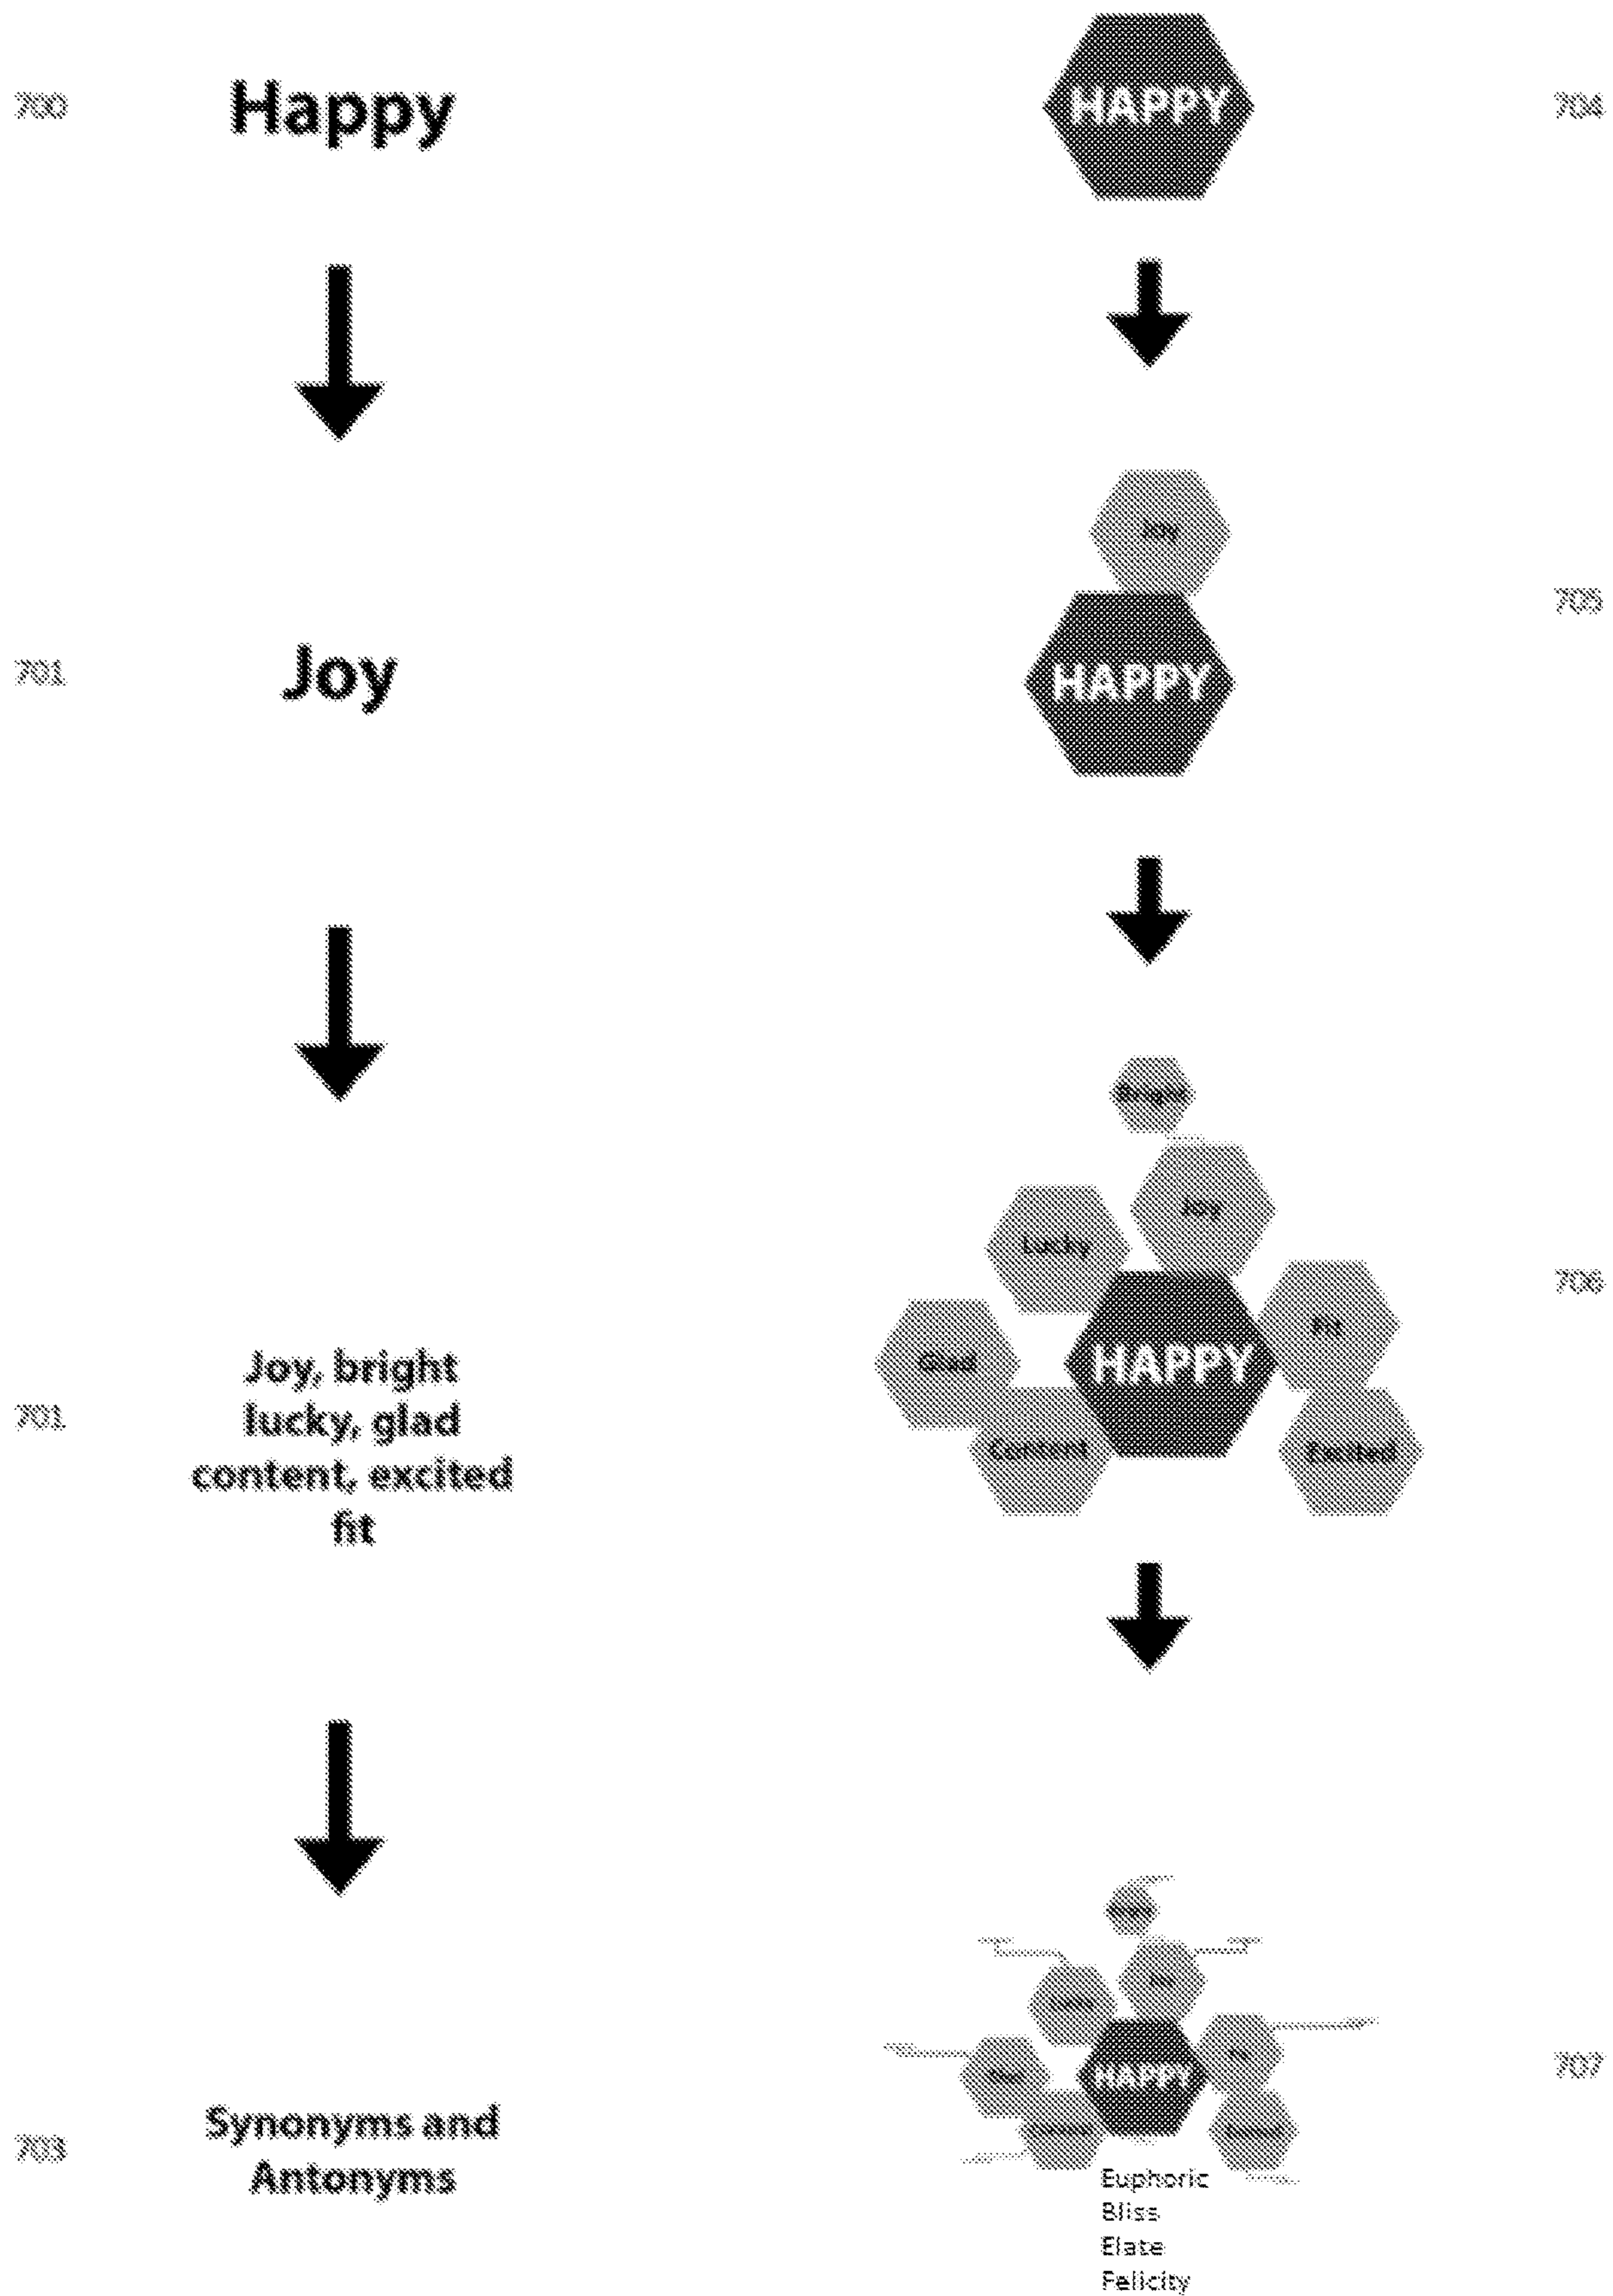 700
Happy
HAPPY
704
Joy
705
701
Joy
HAPPY
Bright
Joy
Lucky
706
Fit
Glad
HAPPY
701
Joy, bright
lucky, glad
content, excited
fit
Content
Excited
707
HAPPY
703
Synonyms and
Antonyms
Euphoric
Bliss
Elate
Felicity